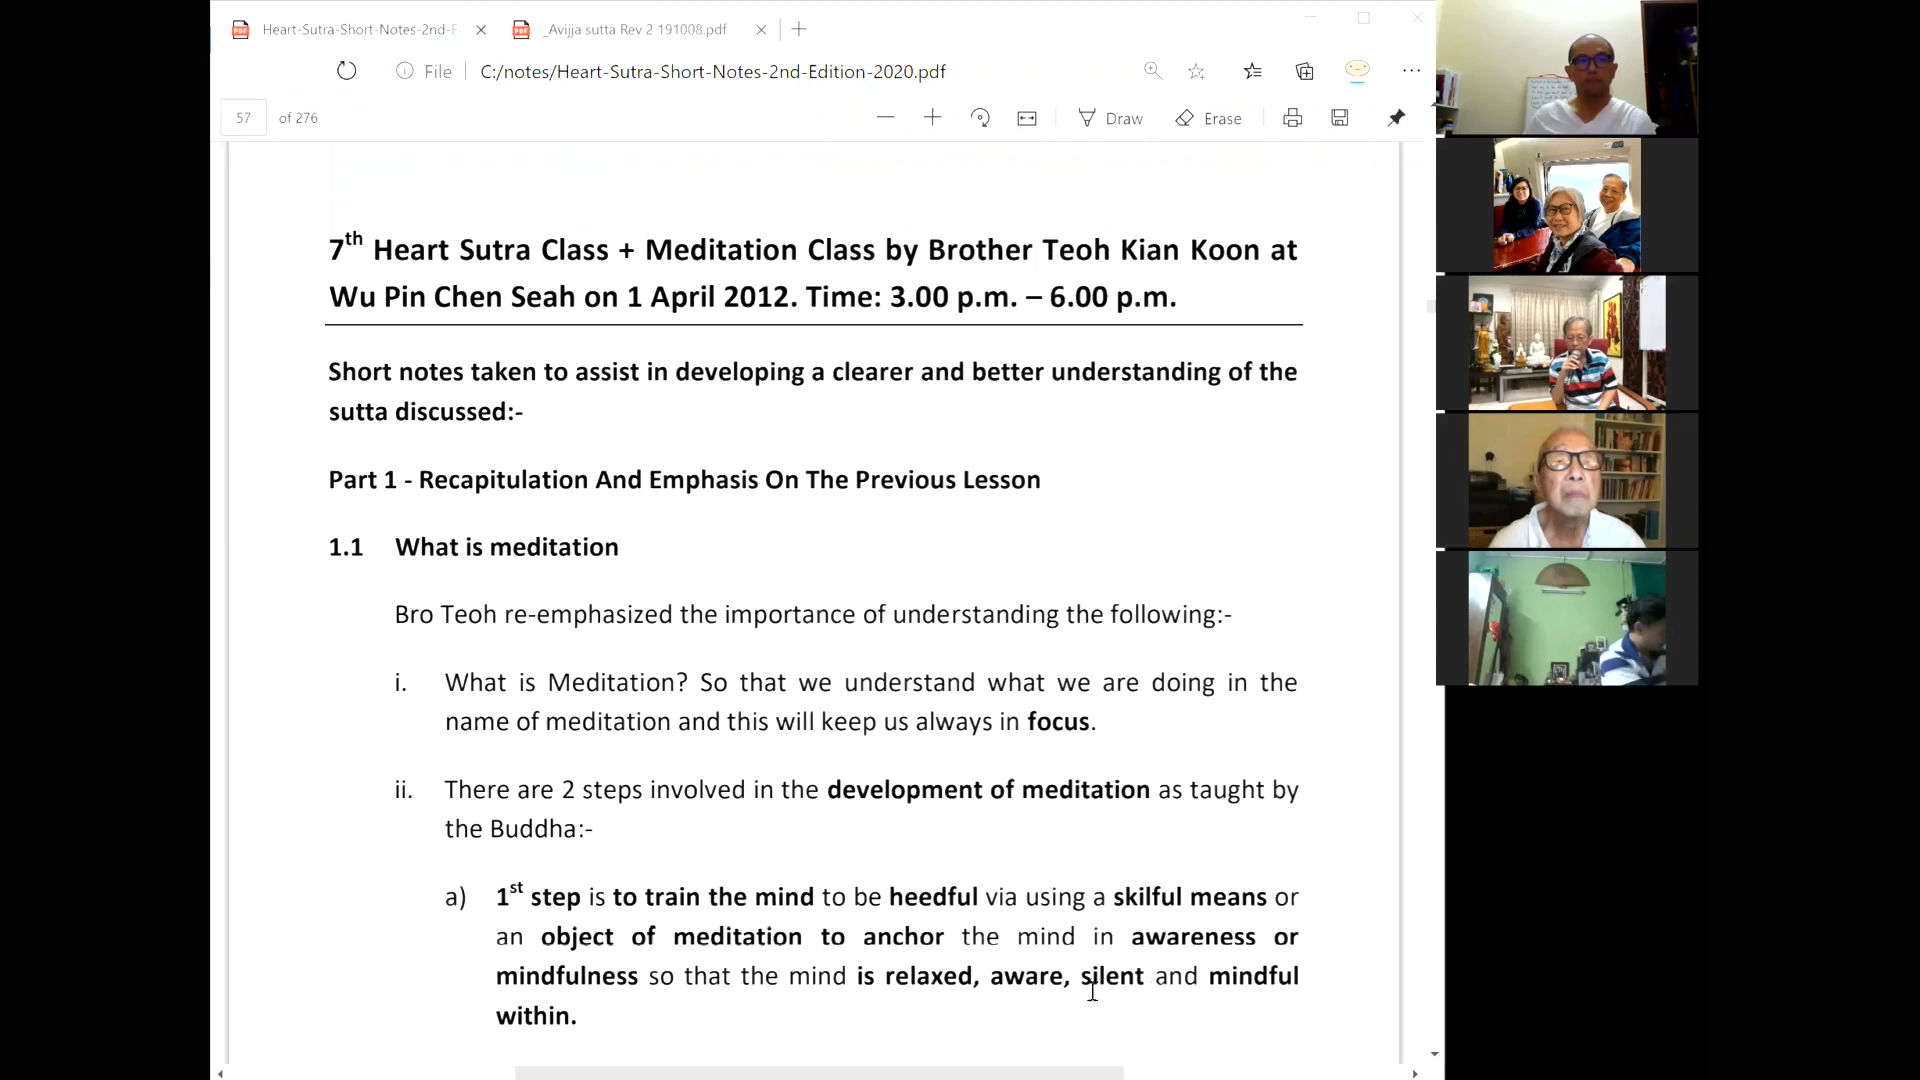 Heart-Sutra-Short-Notes-2nd-E
_Avijja sutta Rev 2 191008.pdf
File
C:/notes/Heart-Sutra-Short-Notes-2nd-Edition-2020.pdf
57 of 276
Draw
Erase
7th Heart Sutra Class + Meditation Class by Brother Teoh Kian Koon at
Wu Pin Chen Seah on 1 April 2012. Time: 3.00 p.m. – 6.00 p.m.
Short notes taken to assist in developing a clearer and better understanding of the
sutta discussed:-
Part 1 - Recapitulation And Emphasis On The Previous Lesson
1.1 What is meditation
Bro Teoh re-emphasized the importance of understanding the following:-
i. What is Meditation? So that we understand what we are doing in the
name of meditation and this will keep us always in focus.
ii. There are 2 steps involved in the development of meditation as taught by
the Buddha:-
a) 1st step is to train the mind to be heedful via using a skilful means or
an object of meditation to anchor the mind in awareness or
mindfulness so that the mind is relaxed, aware, silent and mindful
within.